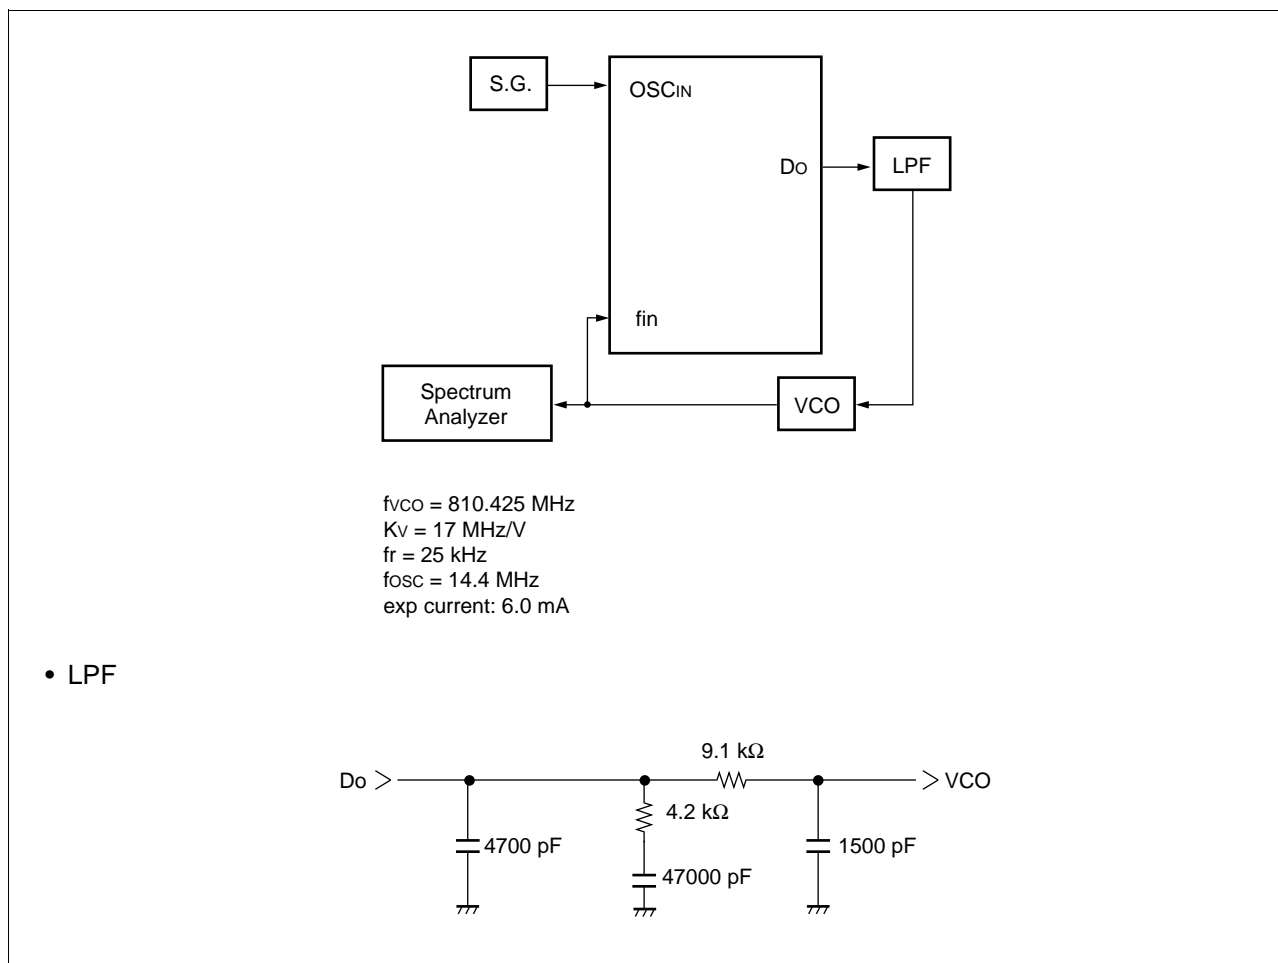 S.G.
OSCIN
DO
LPF
fin
Spectrum
Analyzer
VCO
fVCO = 810.425 MHz
KV = 17 MHz/V
fr = 25 kHz
fOSC = 14.4 MHz
exp current: 6.0 mA
• LPF
9.1 kΩ
Do > > VCO
4.2 kΩ
4700 pF 1500 pF
47000 pF